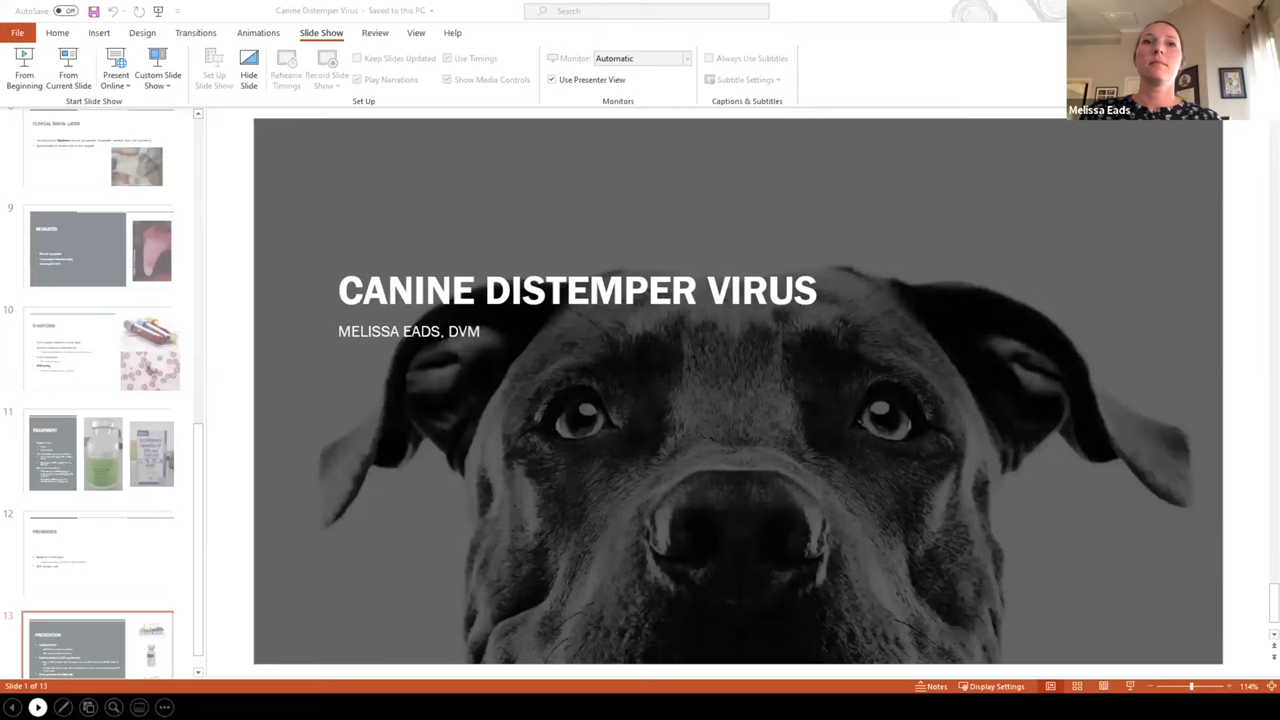 AutoSave Off
Canine Distemper Virus - Saved to this PC
Search
File Home Insert Design Transitions Animations Slide Show Review View Help
From Beginning
From Current Slide
Present Online
Custom Slide Show
Start Slide Show
Set Up Slide Show
Hide Slide
Rehearse Timings
Record Slide Show
Keep Slides Updated
Play Narrations
Use Timings
Show Media Controls
Set Up
Monitor: Automatic
Use Presenter View
Monitors
Always Use Subtitles
Subtitle Settings
Captions & Subtitles
Melissa Eads
9
NEONATES
10
DIAGNOSIS
11
TREATMENT
12
PROGNOSIS
13
PREVENTION
CANINE DISTEMPER VIRUS
MELISSA EADS, DVM
Slide 1 of 13
Notes
Display Settings
114%